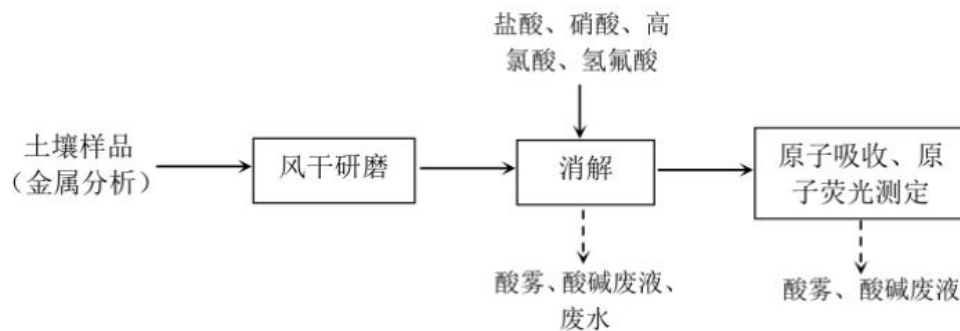 盐酸、硝酸、高
氯酸、氢氟酸
土壤样品
（金属分析）
风干研磨
消解
原子吸收、原
子荧光测定
酸雾、酸碱废液、
废水
酸雾、酸碱废液